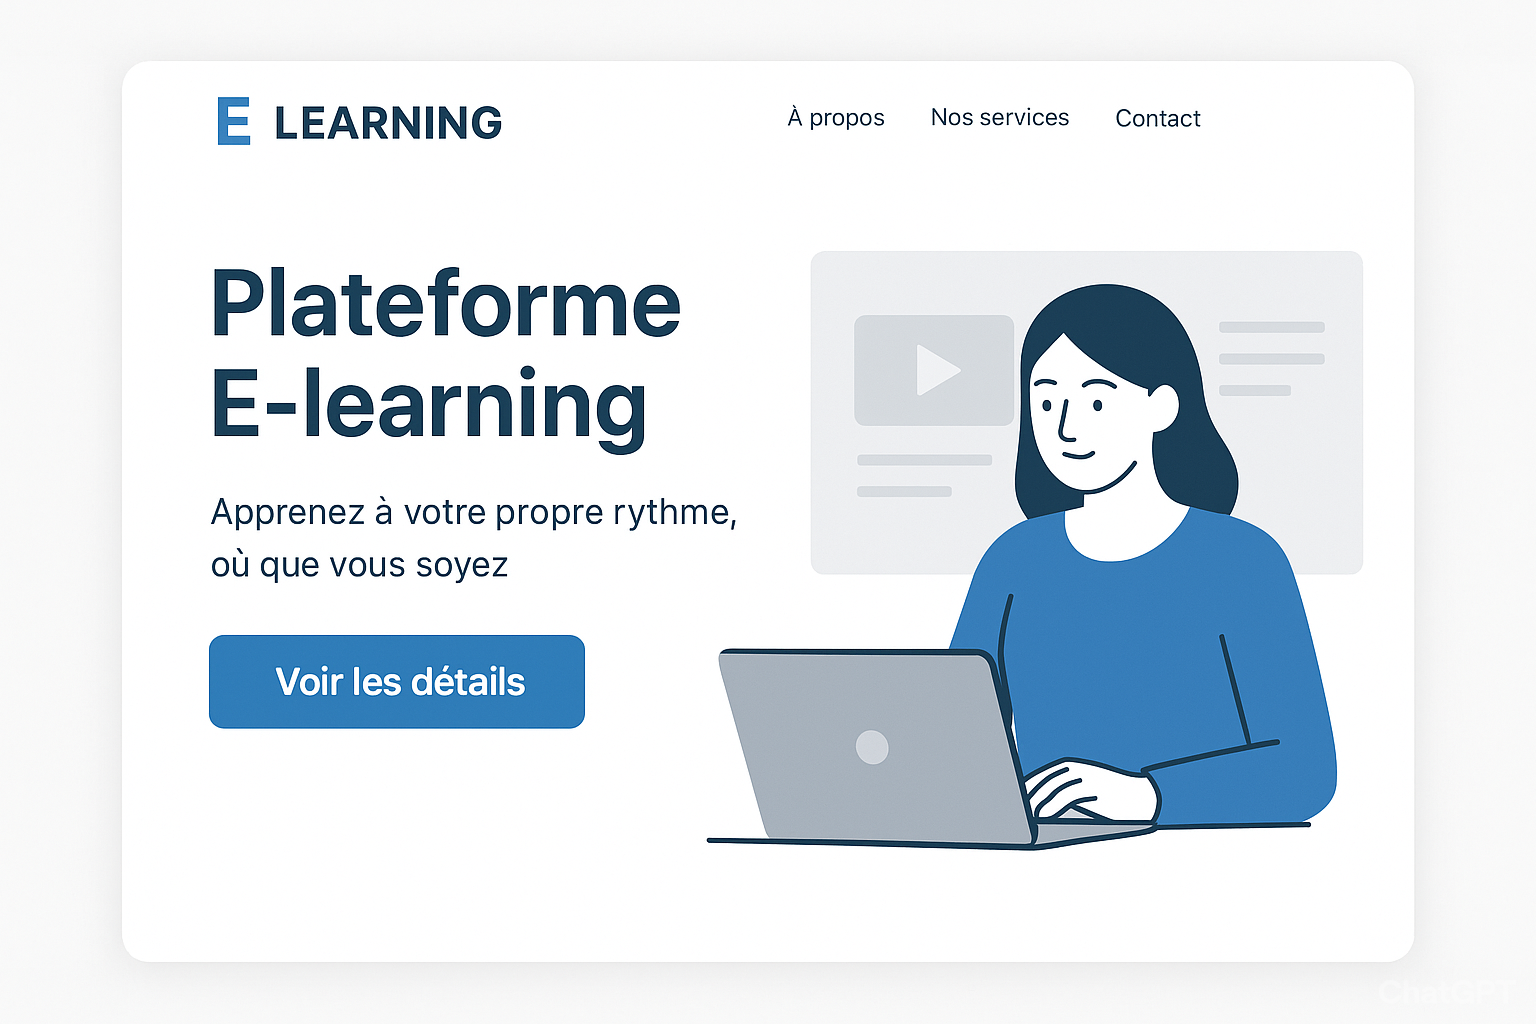 E LEARNING
À propos Nos services Contact
Plateforme
E-learning
Apprenez à votre propre rythme,
où que vous soyez
Voir les détails
ChatGPT